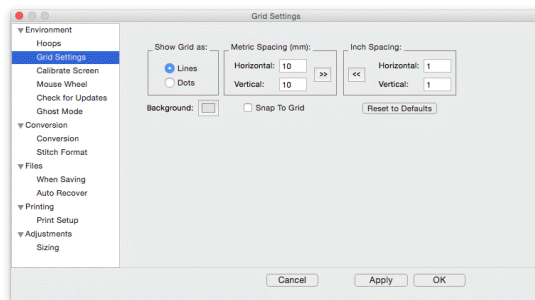 Grid Settings
Environment
Hoops
Grid Settings
Calibrate Screen
Mouse Wheel
Check for Updates
Ghost Mode
Conversion
Conversion
Stitch Format
Files
When Saving
Auto Recover
Printing
Print Setup
Adjustments
Sizing
Show Grid as:
Lines
Dots
Metric Spacing (mm):
Horizontal: 10
Vertical: 10
>>
Inch Spacing:
<<
Horizontal: 1
Vertical: 1
Background:
Snap To Grid
Reset to Defaults
Cancel
Apply
OK